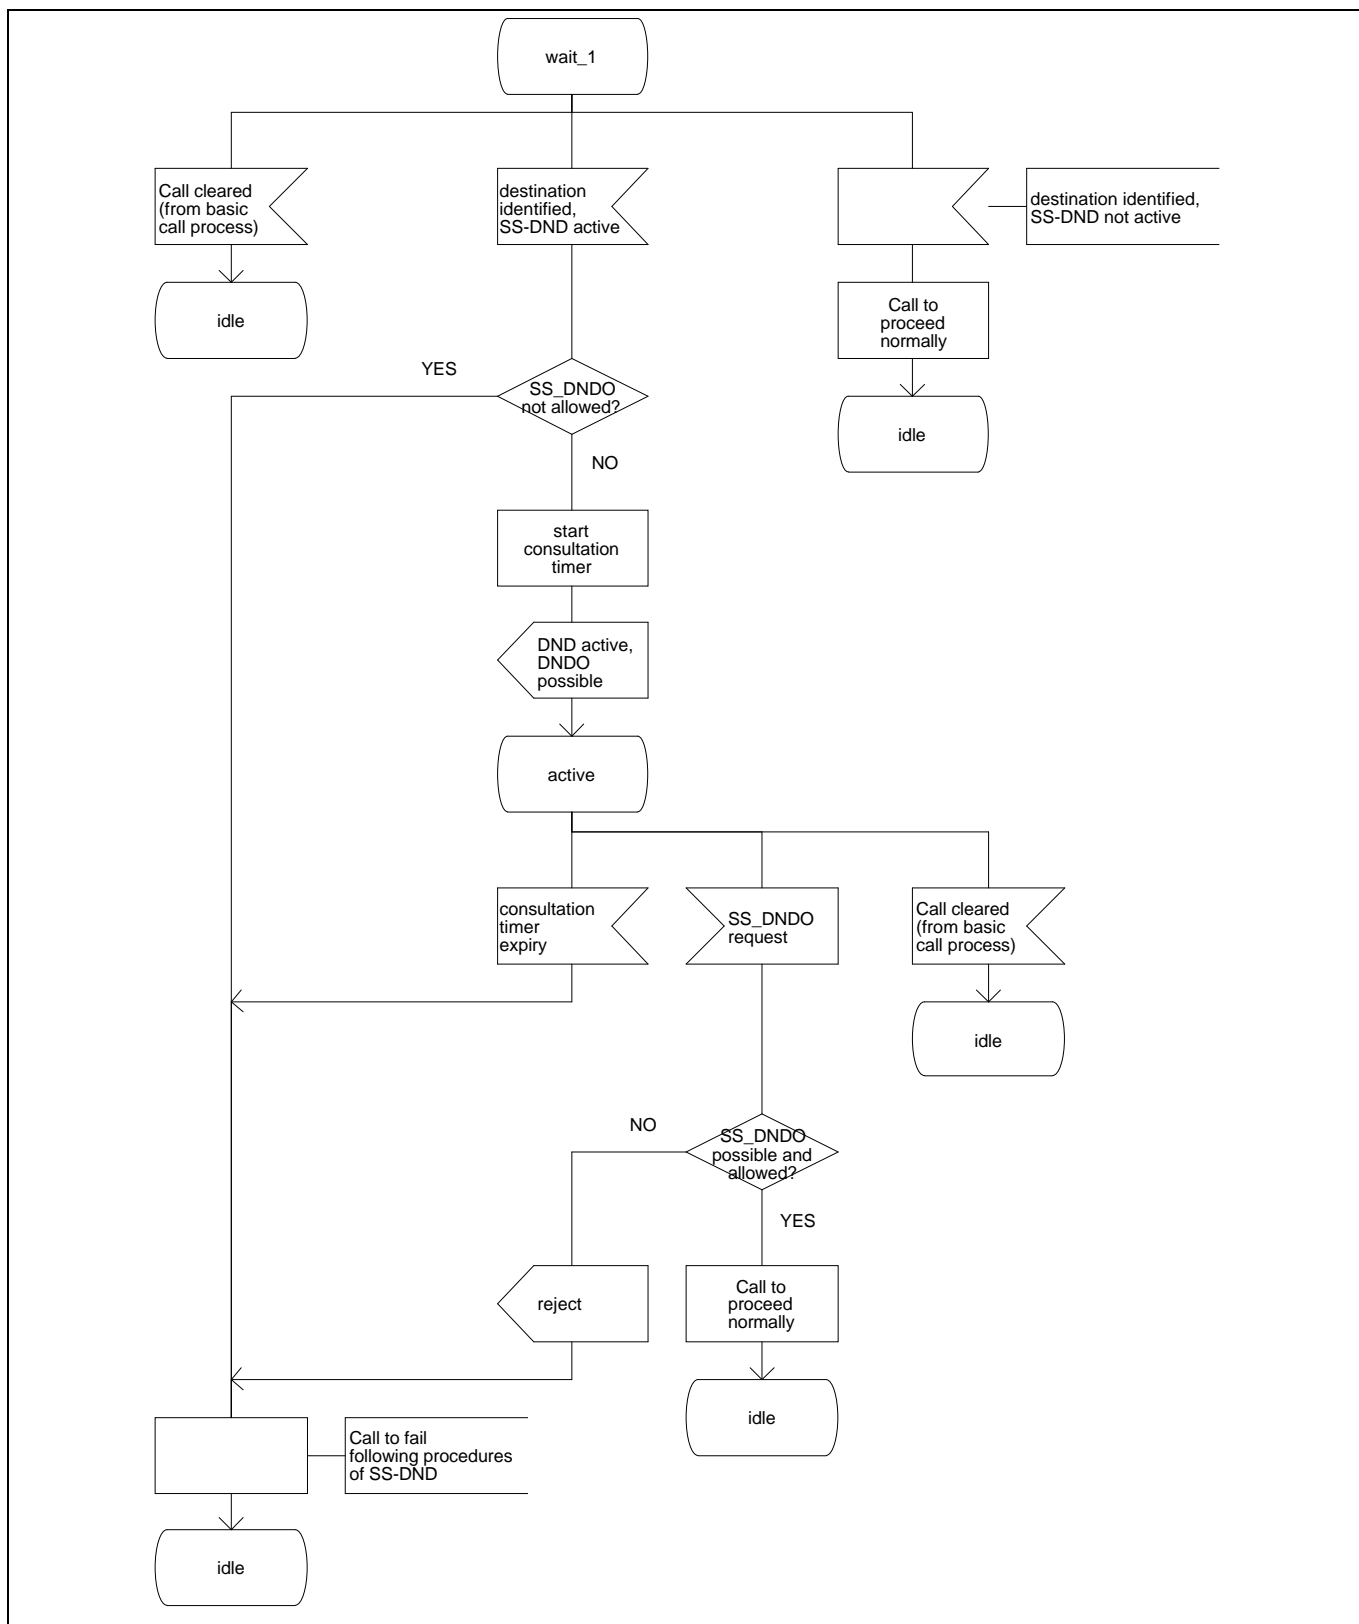 wait_1
Call cleared
(from basic
call process)
destination
identified,
SS-DND active
destination identified,
SS-DND not active
idle
Call to
proceed
normally
YES
SS_DNDO
not allowed?
idle
NO
start
consultation
timer
DND active,
DNDO
possible
active
consultation
timer
expiry
SS_DNDO
request
Call cleared
(from basic
call process)
idle
NO
SS_DNDO
possible and
allowed?
YES
reject
Call to
proceed
normally
idle
Call to fail
following procedures
of SS-DND
idle